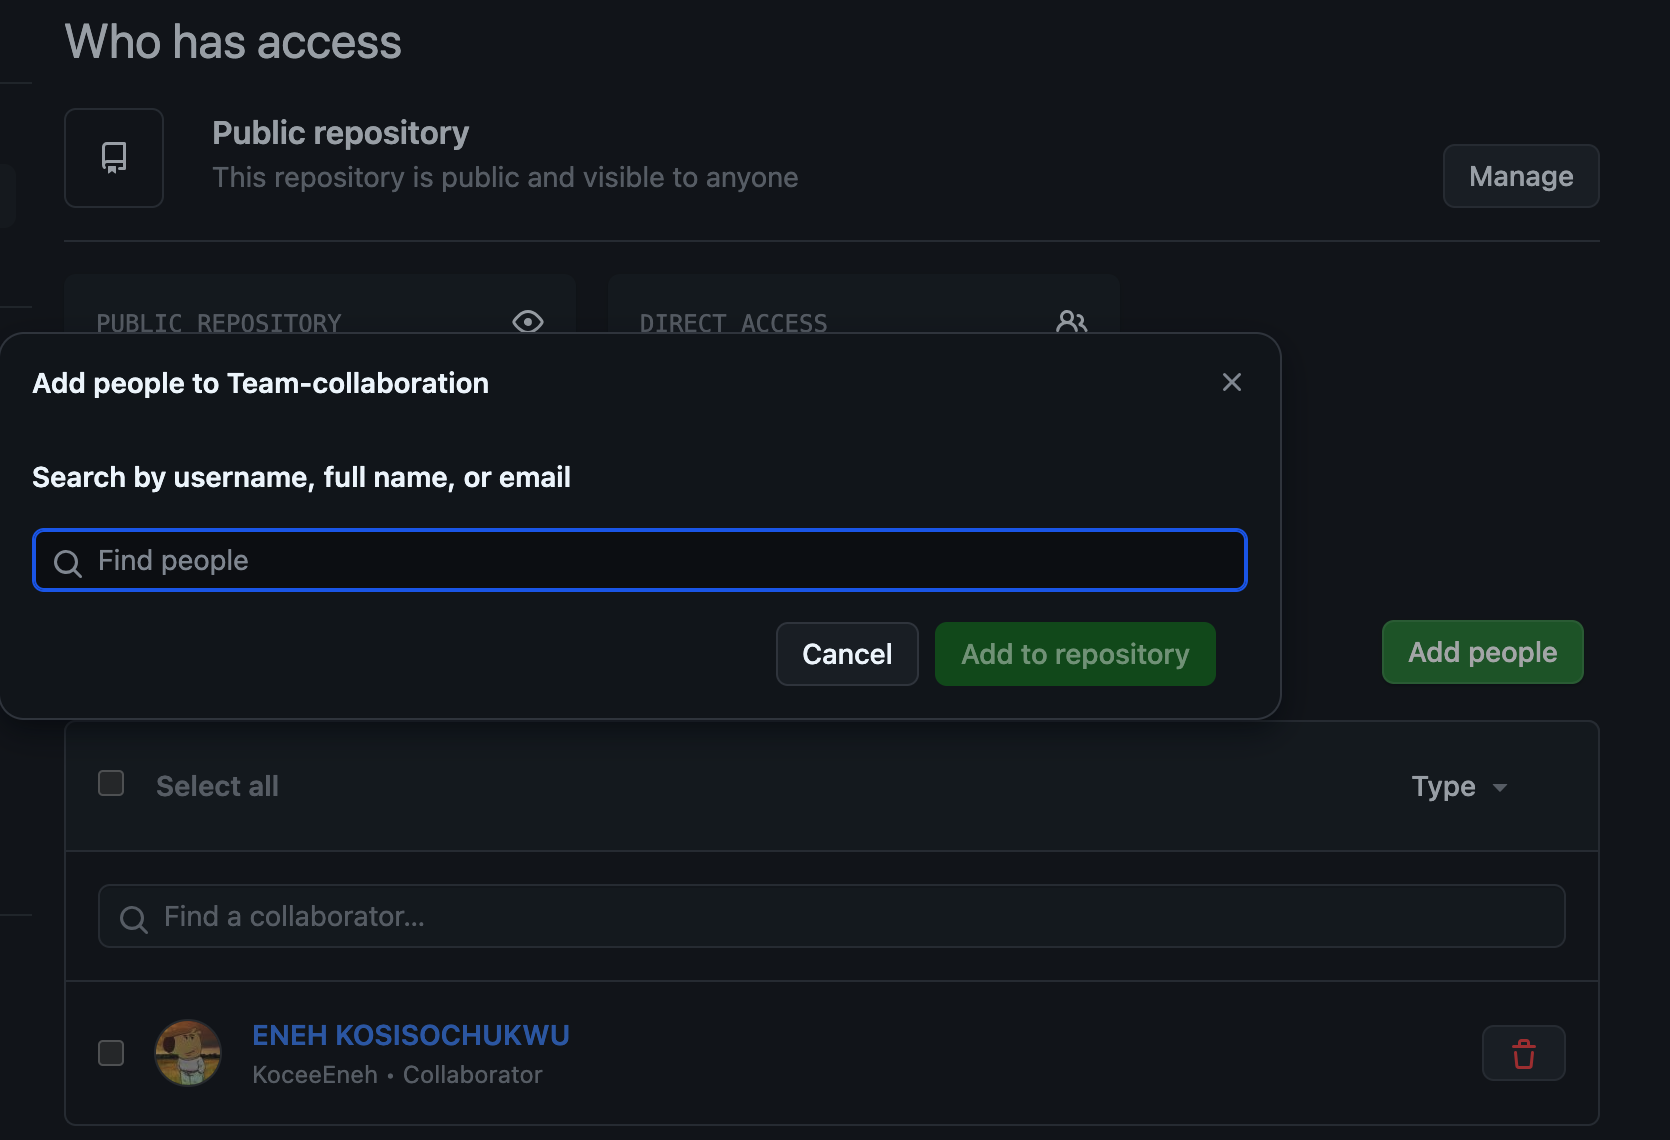 Who has access
Public repository
This repository is public and visible to anyone
Manage
PUBLIC REPOSITORY
DIRECT ACCESS
Add people to Team-collaboration
Search by username, full name, or email
Find people
Cancel
Add to repository
Add people
Select all
Type
Find a collaborator...
ENEH KOSISOCHUKWU
KoceeEneh • Collaborator